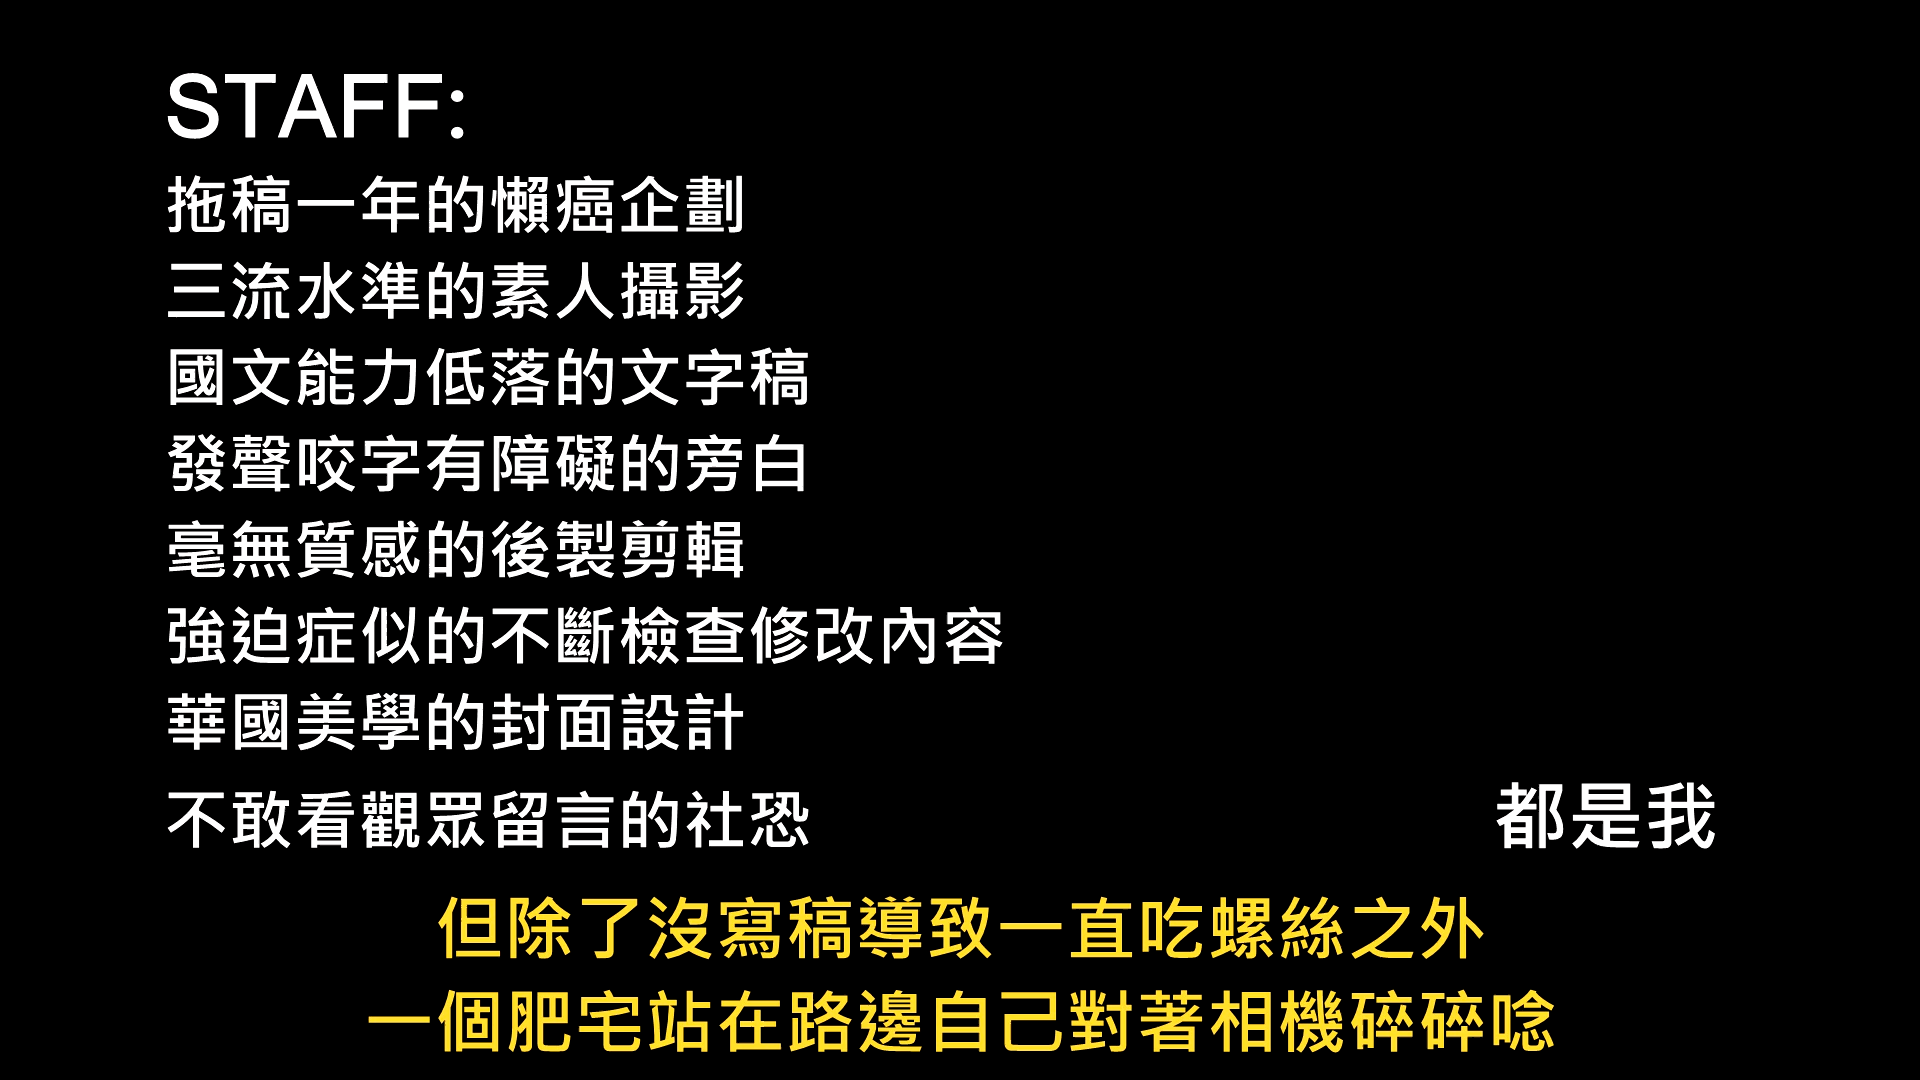 STAFF:
拖稿一年的懶癌企劃
三流水準的素人攝影
國文能力低落的文字稿
發聲咬字有障礙的旁白
毫無質感的後製剪輯
強迫症似的不斷檢查修改內容
華國美學的封面設計
不敢看觀眾留言的社恐 都是我
但除了沒寫稿導致一直吃螺絲之外
一個肥宅站在路邊自己對著相機碎碎唸